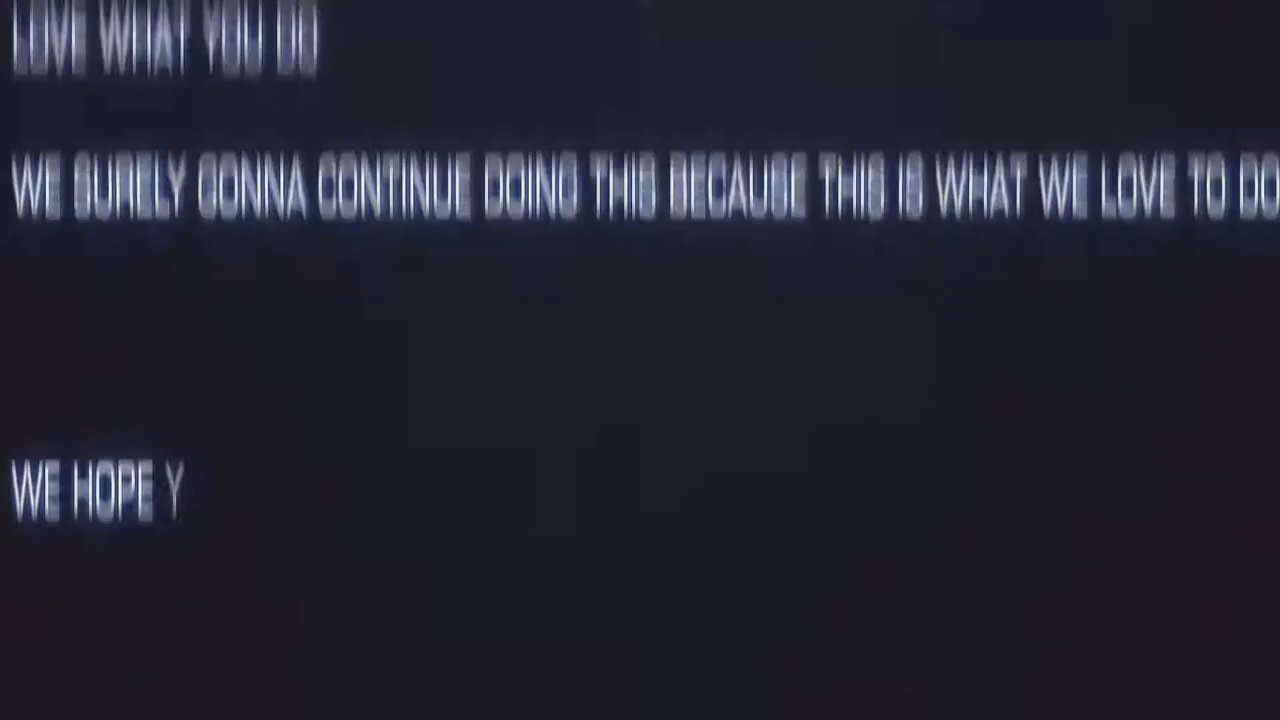 LOVE WHAT YOU DO
WE SURELY GONNA CONTINUE DOING THIS BECAUSE THIS IS WHAT WE LOVE TO DO
WE HOPE Y